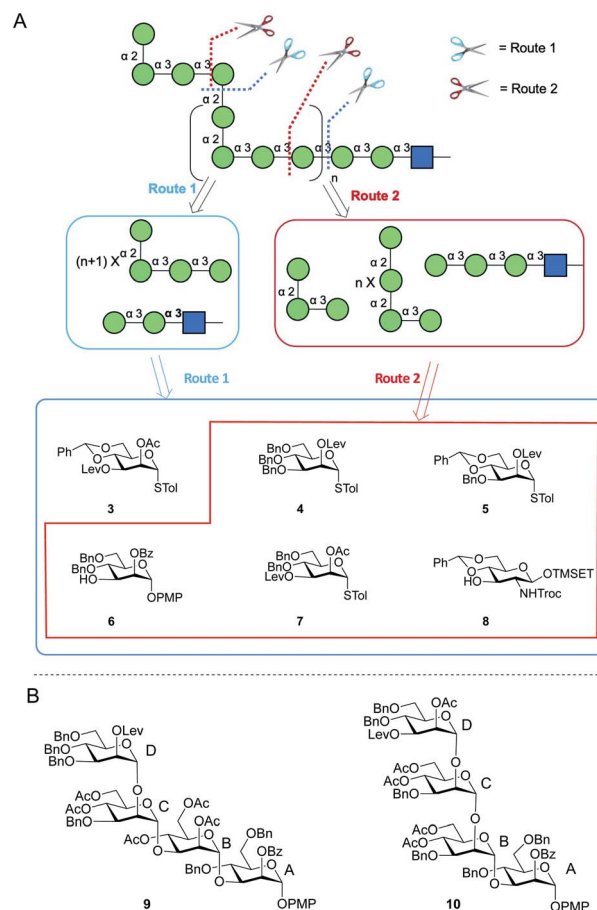 A
= Route 1
= Route 2
α 2
α 3
α 3
α 2
α 2
α 3
α 3
α 3
α 3
α 3
n
Route 1
Route 2
(n+1) X
α 2
α 3
α 3
α 3
α 3
α 2
α 3
n X
α 2
α 2
α 3
α 3
α 3
α 3
Route 1
Route 2
Ph
O
O
OAc
O
LevO
STol
3
BnO
OLev
BnO
O
BnO
STol
4
Ph
O
OLev
O
O
BnO
STol
5
BnO
OBz
BnO
O
HO
OPMP
6
BnO
OAc
BnO
O
LevO
STol
7
Ph
O
O
O
HO
OTMSET
NHTroc
8
B
BnO
OLev
BnO
O
D
BnO
AcO
O
C
AcO
O
BnO
AcO
OAc
O
AcO
O
B
OBn
O
OBz
BnO
O
A
O
OPMP
9
BnO
OAc
BnO
O
D
LevO
AcO
O
C
AcO
O
BnO
AcO
O
AcO
O
B
OBn
BnO
OBz
A
BnO
O
O
OPMP
10